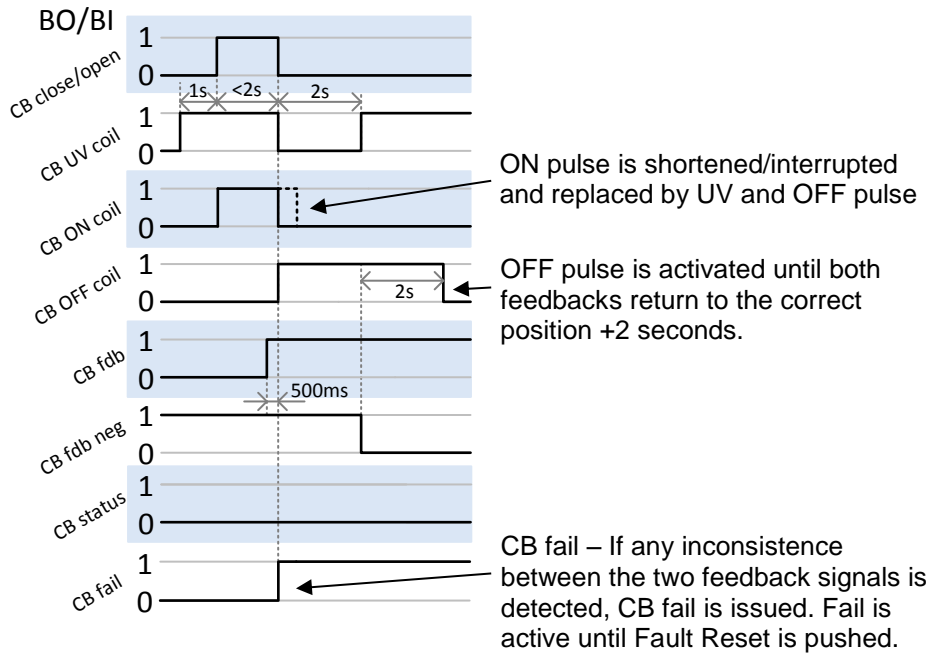 BO/BI
CB close/open
1
0
1s
<2s
2s
CB UV coil
1
0
ON pulse is shortened/interrupted
and replaced by UV and OFF pulse
CB ON coil
1
0
CB OFF coil
1
0
2s
OFF pulse is activated until both
feedbacks return to the correct
position +2 seconds.
CB fdb
1
0
500ms
CB fdb neg
1
0
CB status
1
0
CB fail
1
0
CB fail – If any inconsistence
between the two feedback signals is
detected, CB fail is issued. Fail is
active until Fault Reset is pushed.